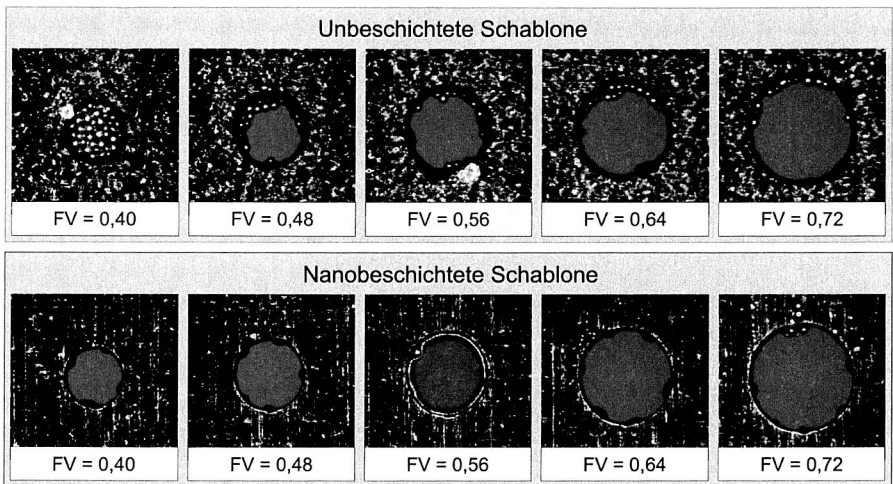 Unbeschichtete Schablone
FV = 0,40
FV = 0,48
FV = 0,56
FV = 0,64
FV = 0,72
Nanobeschichtete Schablone
FV = 0,40
FV = 0,48
FV = 0,56
FV = 0,64
FV = 0,72